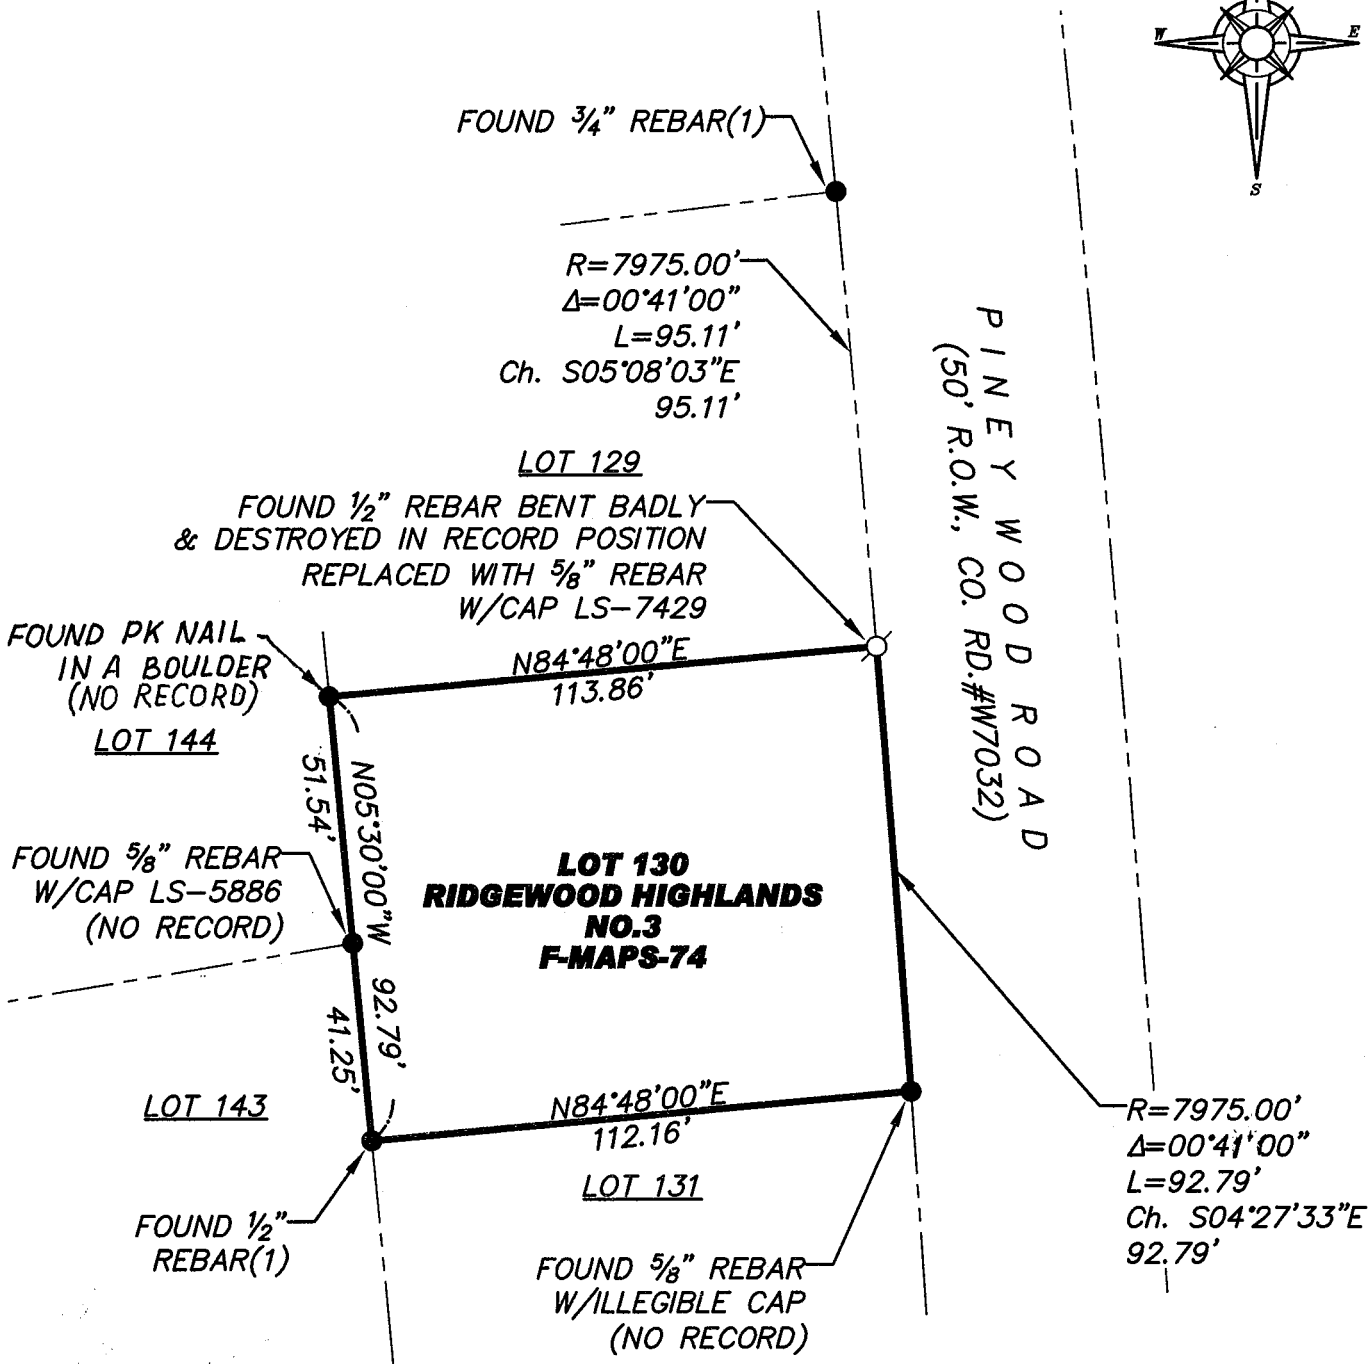 W
E
S
FOUND 3/4" REBAR(1)
R=7975.00'
Δ=00°41'00"
L=95.11'
Ch. S05°08'03"E
95.11'
PINEY WOOD ROAD
(50' R.O.W., CO. RD.#W7032)
LOT 129
FOUND 1/2" REBAR BENT BADLY
& DESTROYED IN RECORD POSITION
REPLACED WITH 5/8" REBAR
W/CAP LS-7429
FOUND PK NAIL
IN A BOULDER
(NO RECORD)
LOT 144
N84°48'00"E
113.86'
51.54'
N05°30'00"W 92.79'
FOUND 5/8" REBAR
W/CAP LS-5886
(NO RECORD)
LOT 130
RIDGEWOOD HIGHLANDS
NO.3
F-MAPS-74
41.25'
LOT 143
N84°48'00"E
112.16'
LOT 131
R=7975.00'
Δ=00°41'00"
L=92.79'
Ch. S04°27'33"E
92.79'
FOUND 1/2"
REBAR(1)
FOUND 5/8" REBAR
W/ILLEGIBLE CAP
(NO RECORD)